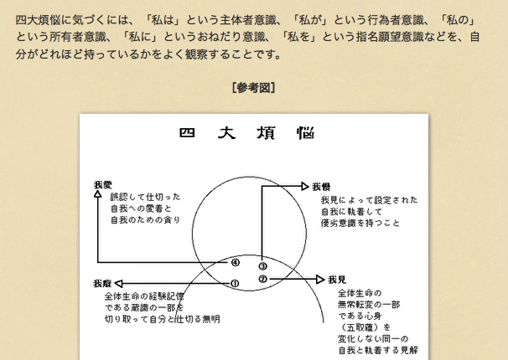 四大煩悩に気づくには、「私は」という主体者意識、「私が」という行為者意識、「私の」
という所有者意識、「私に」というおねだり意識、「私を」という指名願望意識などを、自
分がどれほど持っているかをよく観察することです。
[参考図]
四大煩悩
我愛
誤認して仕切った
自我への愛着と
自我のための貪り
我慢
我見によって設定された
自我に執着して
優劣意識を持つこと
④
③
①
②
我癡
全体生命の経験記憶
である蔵識の一部を
切り取って自分と仕切る無明
我見
全体生命の
無常転変の一部
である心身
（五取蘊）を
変化しない同一の
自我と執着する見解